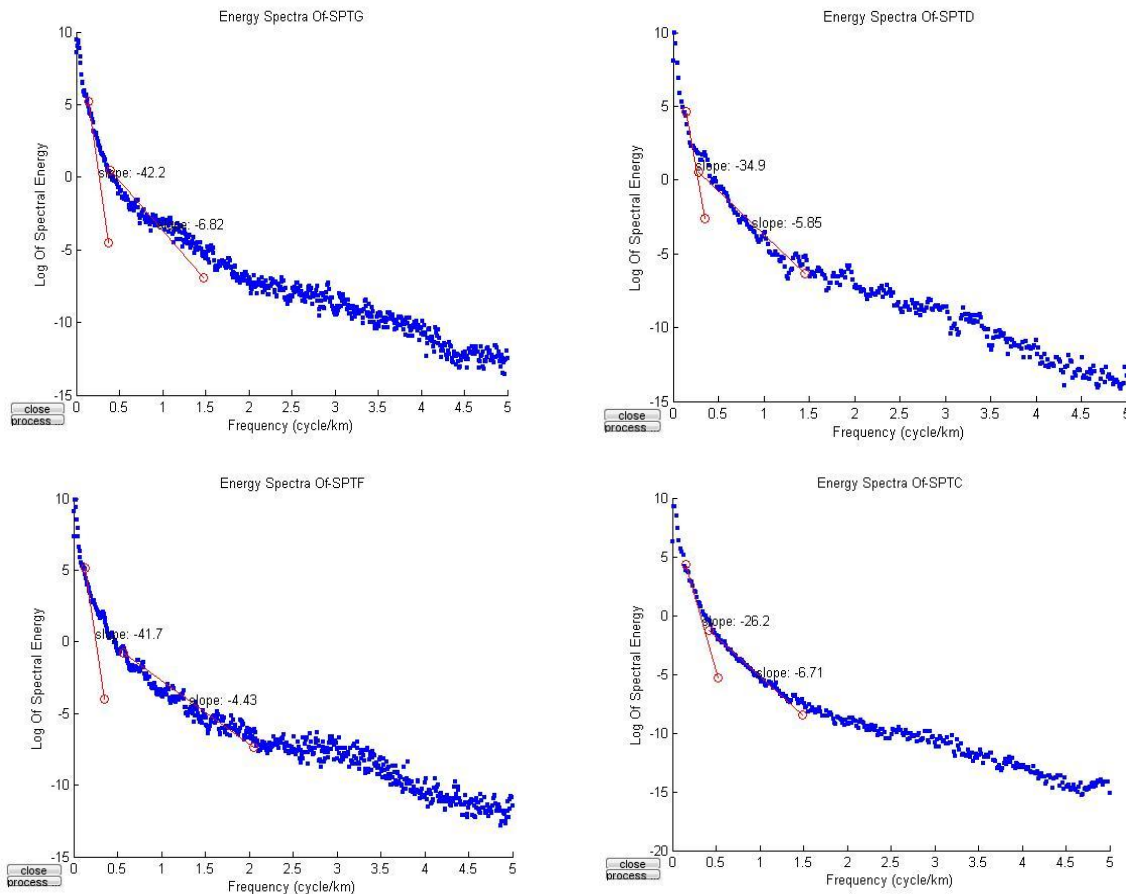 Energy Spectra Of-SPTG
Log Of Spectral Energy
10
5
0
-5
-10
-15
slope: -42.2
slope: -6.82
0 0.5 1 1.5 2 2.5 3 3.5 4 4.5 5
Frequency (cycle/km)
close
process ...
Energy Spectra Of-SPTD
Log Of Spectral Energy
10
5
0
-5
-10
-15
slope: -34.9
slope: -5.85
0 0.5 1 1.5 2 2.5 3 3.5 4 4.5 5
Frequency (cycle/km)
close
process ...
Energy Spectra Of-SPTF
Log Of Spectral Energy
10
5
0
-5
-10
-15
slope: -41.7
slope: -4.43
0 0.5 1 1.5 2 2.5 3 3.5 4 4.5 5
Frequency (cycle/km)
close
process ...
Energy Spectra Of-SPTC
Log Of Spectral Energy
10
5
0
-5
-10
-15
-20
slope: -26.2
slope: -6.71
0 0.5 1 1.5 2 2.5 3 3.5 4 4.5 5
Frequency (cycle/km)
close
process ...